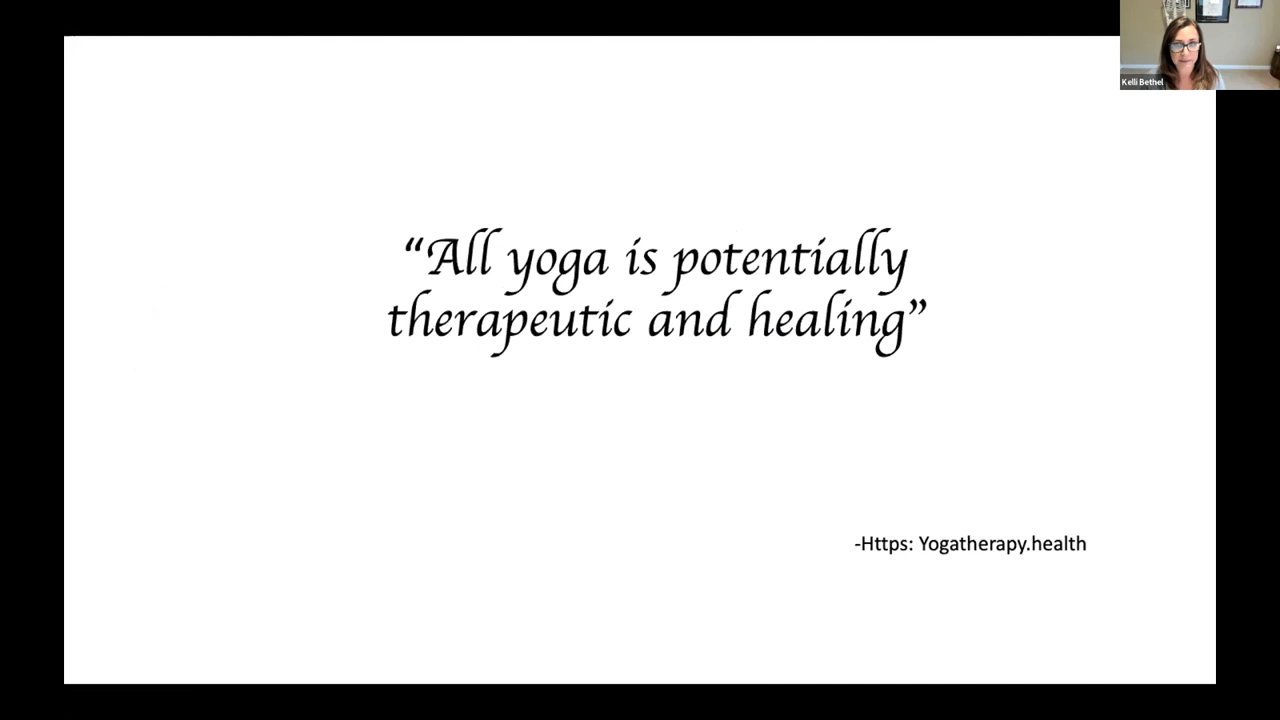 Kelli Bethel
“All yoga is potentially
therapeutic and healing”
-Https: Yogatherapy.health